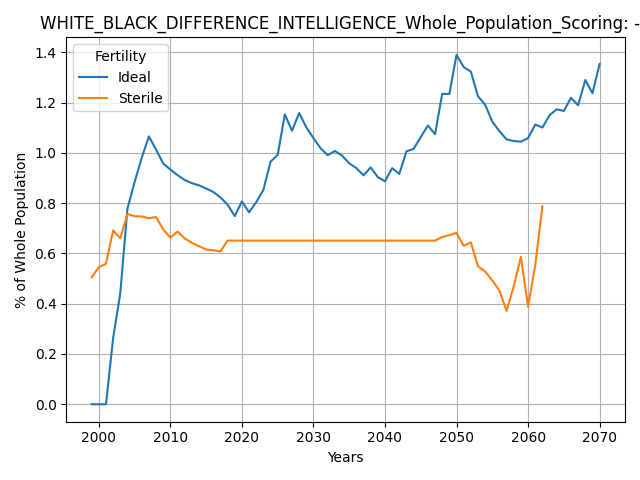 WHITE_BLACK_DIFFERENCE_INTELLIGENCE_Whole_Population_Scoring: -
Fertility
Ideal
Sterile
% of Whole Population
1.4
1.2
1.0
0.8
0.6
0.4
0.2
0.0
2000 2010 2020 2030 2040 2050 2060 2070
Years